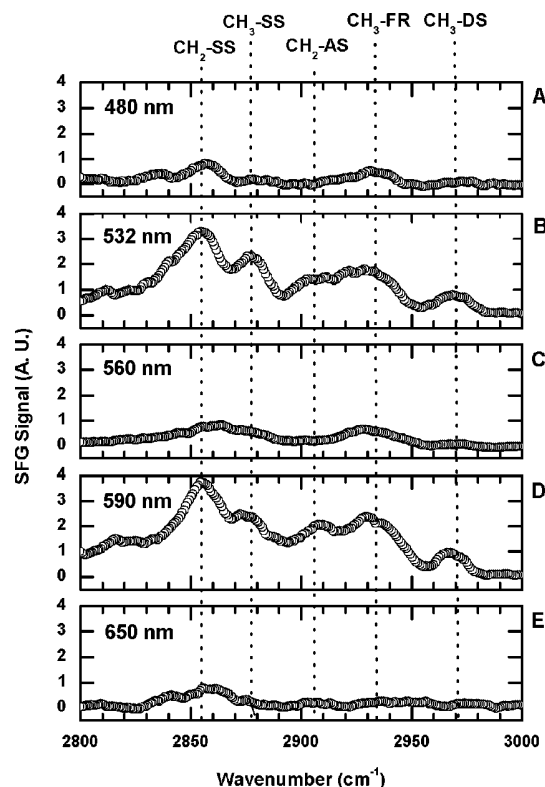 CH₃-SS CH₃-FR CH₃-DS
CH₂-SS CH₂-AS
SFG Signal (A. U.)
A
480 nm
4
3
2
1
0
B
532 nm
4
3
2
1
0
C
560 nm
4
3
2
1
0
D
590 nm
4
3
2
1
0
E
650 nm
4
3
2
1
0
2800 2850 2900 2950 3000
Wavenumber (cm⁻¹)